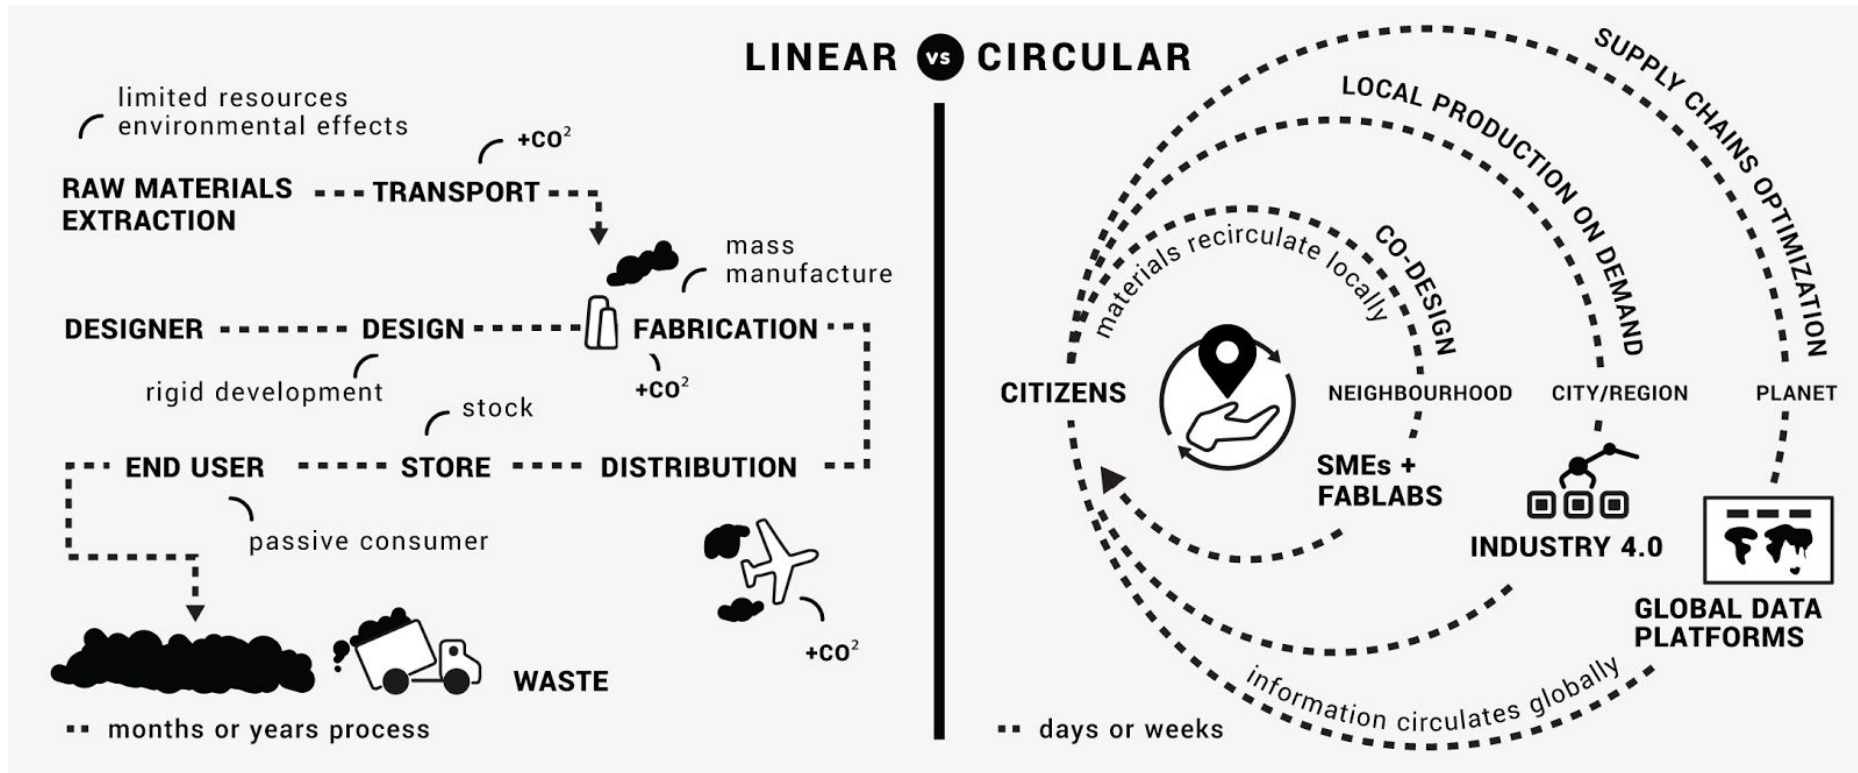 LINEAR vs CIRCULAR
limited resources
environmental effects
+CO²
RAW MATERIALS
EXTRACTION
TRANSPORT
mass
manufacture
DESIGNER
DESIGN
FABRICATION
rigid development
+CO²
stock
END USER
STORE
DISTRIBUTION
passive consumer
+CO²
WASTE
months or years process
SUPPLY CHAINS OPTIMIZATION
LOCAL PRODUCTION ON DEMAND
CO-DESIGN
materials recirculate locally
CITIZENS
NEIGHBOURHOOD
CITY/REGION
PLANET
SMEs +
FABLABS
INDUSTRY 4.0
GLOBAL DATA
PLATFORMS
information circulates globally
days or weeks